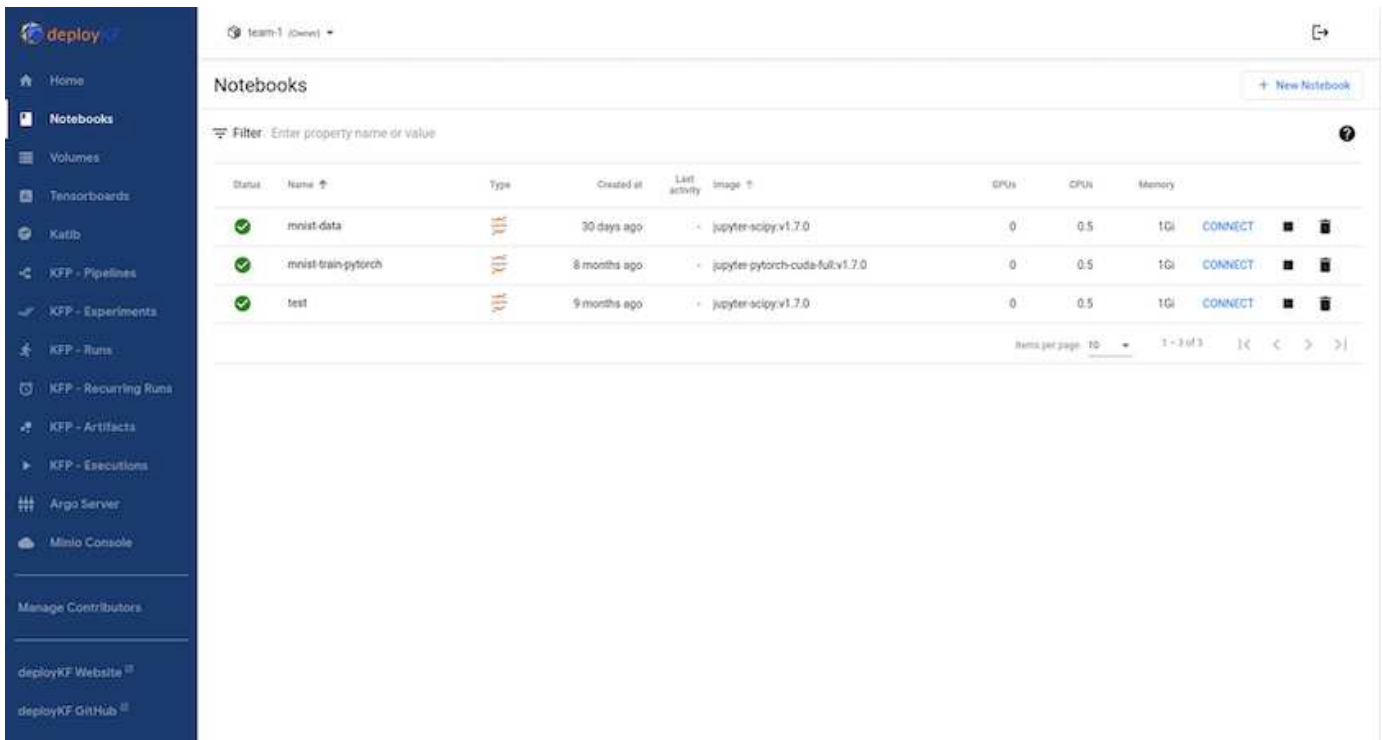 deployKF
team-1 (Owner)
Home
Notebooks
Volumes
Tensorboards
Katib
KFP - Pipelines
KFP - Experiments
KFP - Runs
KFP - Recurring Runs
KFP - Artifacts
KFP - Executions
Argo Server
Minio Console
Manage Contributors
deployKF Website
deployKF GitHub
Notebooks
+ New Notebook
Filter Enter property name or value
Status Name Type Created at Last activity Image GPUs CPUs Memory
mnist-data 30 days ago - jupyter-scipy:v1.7.0 0 0.5 1Gi CONNECT
mnist-train-pytorch 8 months ago - jupyter-pytorch-cuda-full:v1.7.0 0 0.5 1Gi CONNECT
test 9 months ago - jupyter-scipy:v1.7.0 0 0.5 1Gi CONNECT
Items per page: 10 1 – 3 of 3